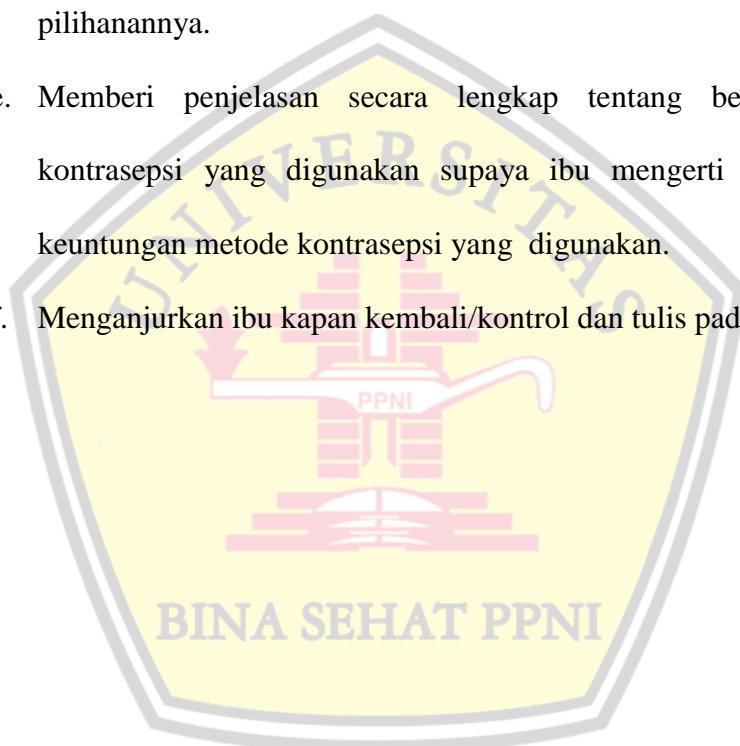 pilihanannya.
e. Memberi penjelasan secara lengkap tentang be
kontrasepsi yang digunakan supaya ibu mengerti
keuntungan metode kontrasepsi yang digunakan.
f. Menganjurkan ibu kapan kembali/kontrol dan tulis pad
UNIVERSITAS
PPNI
BINA SEHAT PPNI